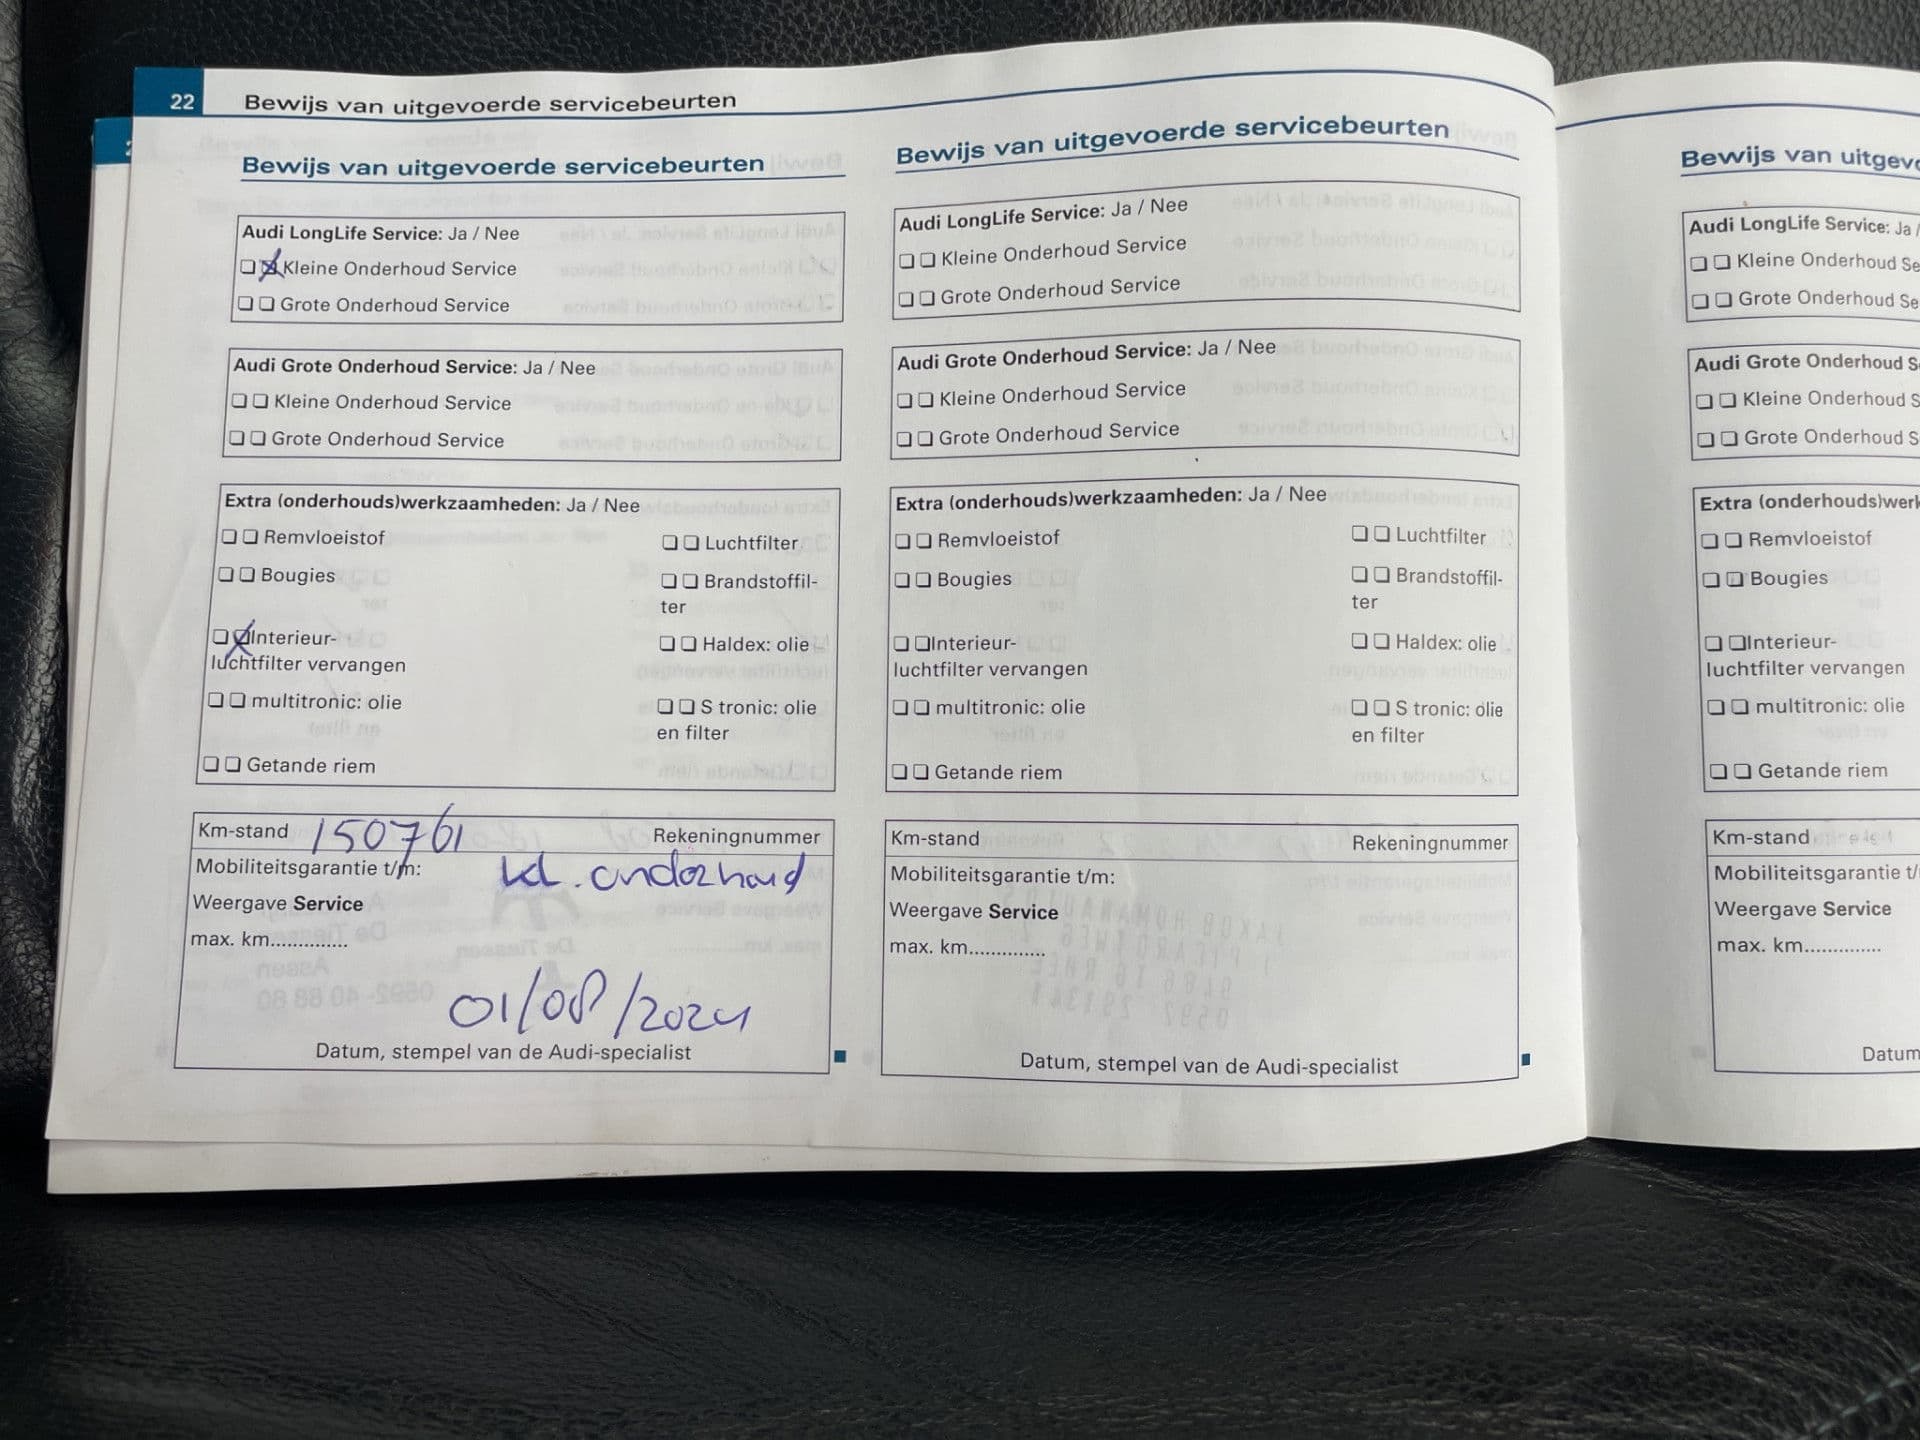 22 Bewijs van uitgevoerde servicebeurten
Bewijs van uitgevoerde servicebeurten
Audi LongLife Service: Ja / Nee
Kleine Onderhoud Service
Grote Onderhoud Service
Audi Grote Onderhoud Service: Ja / Nee
Kleine Onderhoud Service
Grote Onderhoud Service
Extra (onderhouds)werkzaamheden: Ja / Nee
Remvloeistof
Luchtfilter
Bougies
Brandstoffil-
ter
Interieur-
luchtfilter vervangen
Haldex: olie
multitronic: olie
S tronic: olie
en filter
Getande riem
Km-stand 150761 Rekeningnummer
Mobiliteitsgarantie t/m: kl. onderhoud
Weergave Service
max. km..............
01/08/2024
Datum, stempel van de Audi-specialist
Bewijs van uitgevoerde servicebeurten
Audi LongLife Service: Ja / Nee
Kleine Onderhoud Service
Grote Onderhoud Service
Audi Grote Onderhoud Service: Ja / Nee
Kleine Onderhoud Service
Grote Onderhoud Service
Extra (onderhouds)werkzaamheden: Ja / Nee
Remvloeistof
Luchtfilter
Bougies
Brandstoffil-
ter
Interieur-
luchtfilter vervangen
Haldex: olie
multitronic: olie
S tronic: olie
en filter
Getande riem
Km-stand Rekeningnummer
Mobiliteitsgarantie t/m:
Weergave Service
max. km..............
Datum, stempel van de Audi-specialist
Bewijs van uitgevo
Audi LongLife Service: Ja /
Kleine Onderhoud Se
Grote Onderhoud Se
Audi Grote Onderhoud S
Kleine Onderhoud S
Grote Onderhoud S
Extra (onderhouds)werk
Remvloeistof
Bougies
Interieur-
luchtfilter vervangen
multitronic: olie
Getande riem
Km-stand
Mobiliteitsgarantie t/
Weergave Service
max. km..............
Datum